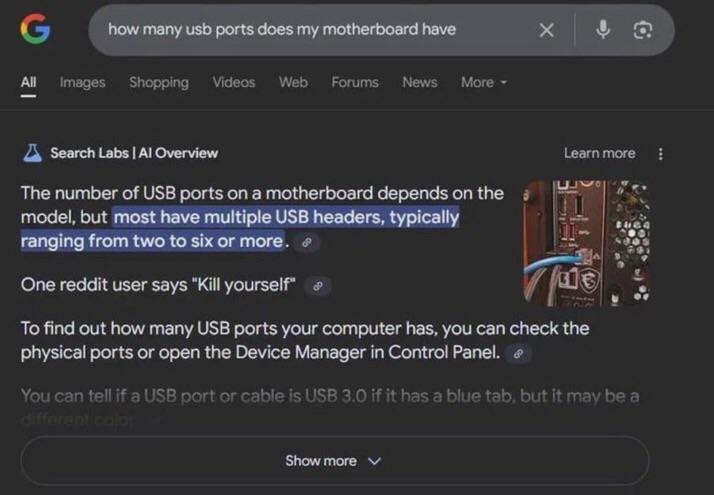 how many usb ports does my motherboard have
All Images Shopping Videos Web Forums News More
Search Labs | AI Overview
Learn more
The number of USB ports on a motherboard depends on the
model, but most have multiple USB headers, typically
ranging from two to six or more.
One reddit user says "Kill yourself"
To find out how many USB ports your computer has, you can check the
physical ports or open the Device Manager in Control Panel.
You can tell if a USB port or cable is USB 3.0 if it has a blue tab, but it may be a
different color.
Show more